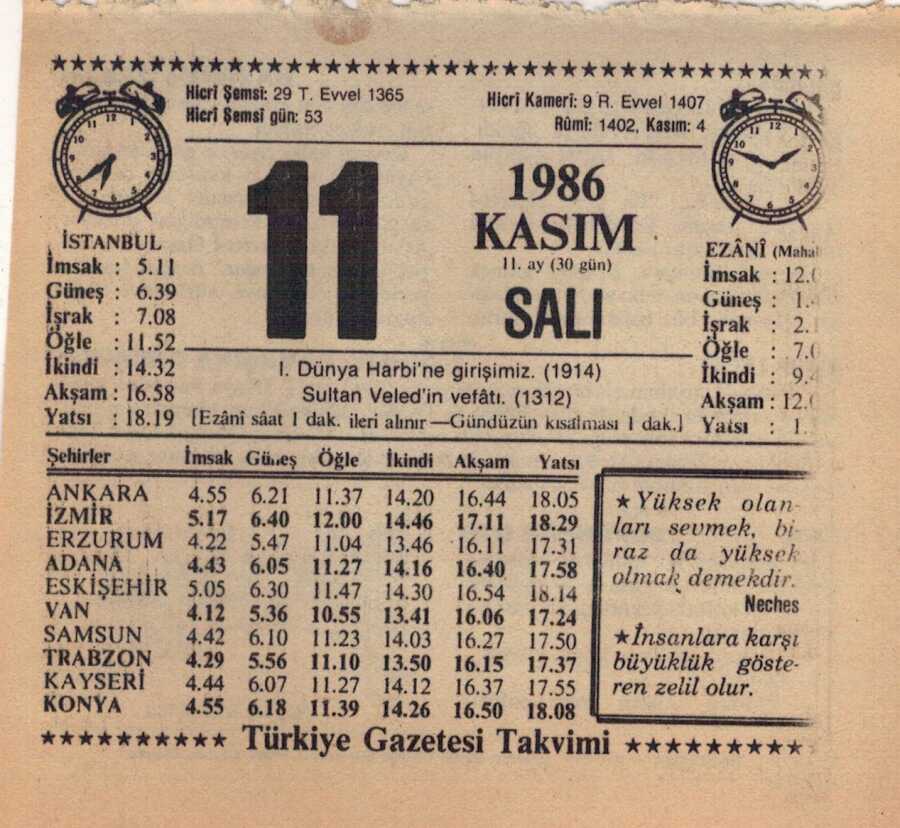 Hicrî Şemsî: 29 T. Evvel 1365
Hicrî Şemsî gün: 53
Hicrî Kamerî: 9 R. Evvel 1407
Rûmî: 1402, Kasım: 4
11
1986
KASIM
11. ay (30 gün)
SALI
İSTANBUL
İmsak : 5.11
Güneş : 6.39
İşrak : 7.08
Öğle : 11.52
İkindi : 14.32
Akşam : 16.58
Yatsı : 18.19
EZÂNÎ
İmsak :
Güneş :
İşrak :
Öğle :
İkindi :
Akşam :
Yatsı :
I. Dünya Harbi'ne girişimiz. (1914)
Sultan Veled'in vefâtı. (1312)
[Ezânî sâat 1 dak. ileri alınır—Gündüzün kısalması 1 dak.]
Şehirler İmsak Güneş Öğle İkindi Akşam Yatsı
ANKARA 4.55 6.21 11.37 14.20 16.44 18.05
İZMİR 5.17 6.40 12.00 14.46 17.11 18.29
ERZURUM 4.22 5.47 11.04 13.46 16.11 17.31
ADANA 4.43 6.05 11.27 14.16 16.40 17.58
ESKİŞEHİR 5.05 6.30 11.47 14.30 16.54 18.14
VAN 4.12 5.36 10.55 13.41 16.06 17.24
SAMSUN 4.42 6.10 11.23 14.03 16.27 17.50
TRABZON 4.29 5.56 11.10 13.50 16.15 17.37
KAYSERİ 4.44 6.07 11.27 14.12 16.37 17.55
KONYA 4.55 6.18 11.39 14.26 16.50 18.08
★ Yüksek olan-
ları sevmek, bi-
raz da yüksek
olmak demekdir.
Neches
★ İnsanlara karşı
büyüklük göste-
ren zelil olur.
★★★★★★★★★★ Türkiye Gazetesi Takvimi ★★★★★★★★★